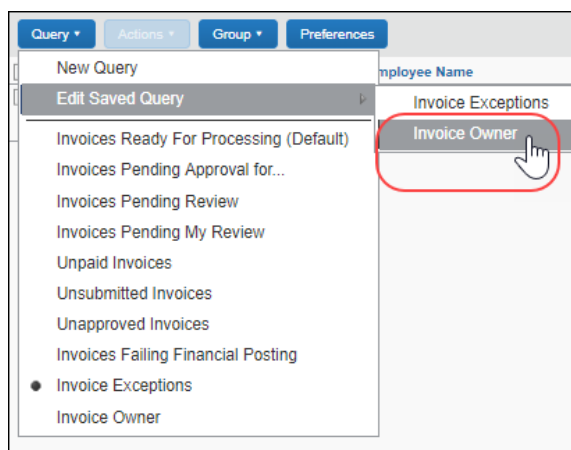 Query Actions Group Preferences
New Query
mployee Name
Edit Saved Query
Invoice Exceptions
Invoice Owner
Invoices Ready For Processing (Default)
Invoices Pending Approval for...
Invoices Pending Review
Invoices Pending My Review
Unpaid Invoices
Unsubmitted Invoices
Unapproved Invoices
Invoices Failing Financial Posting
Invoice Exceptions
Invoice Owner